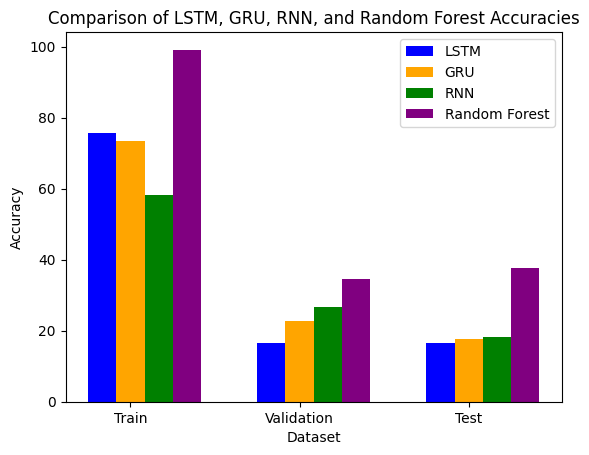 Comparison of LSTM, GRU, RNN, and Random Forest Accuracies
LSTM
GRU
RNN
Random Forest
Accuracy
100
80
60
40
20
0
Train
Validation
Test
Dataset